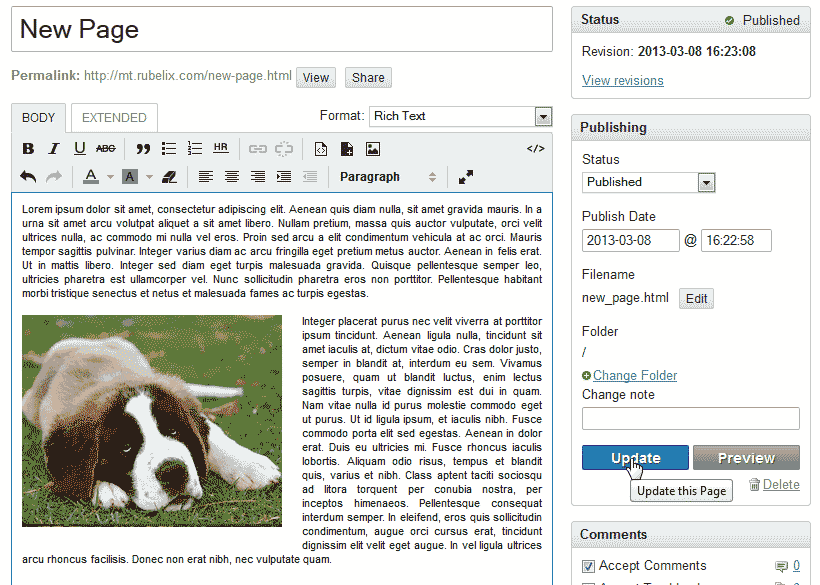 New Page
Permalink: http://mt.rubelix.com/new-page.html View Share
BODY EXTENDED Format: Rich Text
B I U ABC HR </>
A A Paragraph
Lorem ipsum dolor sit amet, consectetur adipiscing elit. Aenean quis diam nulla, sit amet gravida mauris. In a
urna sit amet arcu volutpat aliquet a sit amet libero. Nullam pretium, massa quis auctor vulputate, orci velit
ultrices nulla, ac commodo mi nulla vel eros. Proin sed arcu a elit condimentum vehicula at ac orci. Mauris
tempor sagittis pulvinar. Integer varius diam ac arcu fringilla eget pretium metus auctor. Aenean in felis erat.
Ut in mattis libero. Integer sed diam eget turpis malesuada gravida. Quisque pellentesque semper leo,
ultricies pharetra est ullamcorper vel. Nunc sollicitudin pharetra eros non porttitor. Pellentesque habitant
morbi tristique senectus et netus et malesuada fames ac turpis egestas.
Integer placerat purus nec velit viverra at porttitor
ipsum tincidunt. Aenean ligula nulla, tincidunt sit
amet iaculis at, dictum vitae odio. Cras dolor justo,
semper in blandit at, interdum eu sem. Vivamus
posuere, quam ut blandit luctus, enim lectus
sagittis turpis, vitae dignissim est dui in quam.
Nam vitae nulla id purus molestie commodo eget
ut purus. Ut id ligula ipsum, et iaculis nibh. Fusce
commodo porta elit sed egestas. Aenean in dolor
erat. Duis eu ultricies mi. Fusce rhoncus iaculis
lobortis. Aliquam odio risus, tempus et blandit
quis, varius et nibh. Class aptent taciti sociosqu
ad litora torquent per conubia nostra, per
inceptos himenaeos. Pellentesque consequat
interdum semper. In eleifend, eros quis sollicitudin
condimentum, augue orci cursus erat, tincidunt
dignissim elit velit eget augue. In vel ligula ultrices
arcu rhoncus facilisis. Donec non erat nibh, nec vulputate quam.
Status Published
Revision: 2013-03-08 16:23:08
View revisions
Publishing
Status
Published
Publish Date
2013-03-08 @ 16:22:58
Filename
new_page.html Edit
Folder
/
Change Folder
Change note
Update Preview
Update this Page Delete
Comments
Accept Comments 0